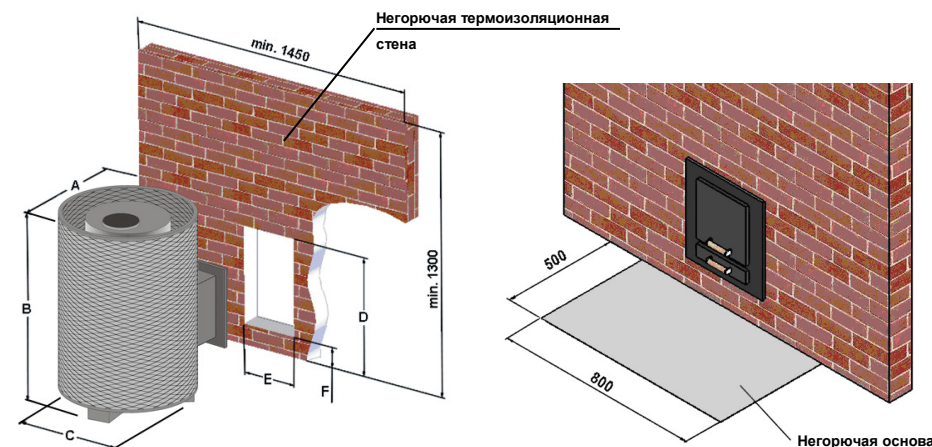 Негорючая термоизоляционная
стена
min. 1450
A
B
C
D
E
F
min. 1300
500
800
Негорючая основа